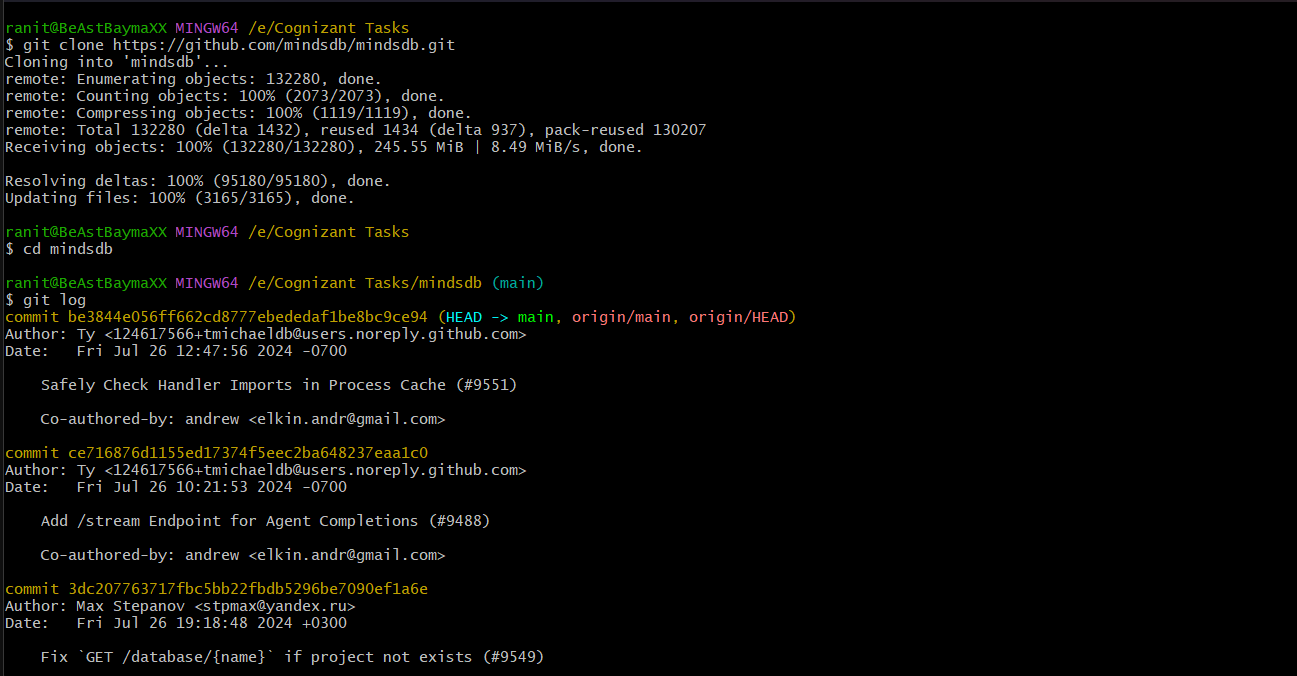 ranit@BeAstBaymaXX MINGW64 /e/Cognizant Tasks
$ git clone https://github.com/mindsdb/mindsdb.git
Cloning into 'mindsdb'...
remote: Enumerating objects: 132280, done.
remote: Counting objects: 100% (2073/2073), done.
remote: Compressing objects: 100% (1119/1119), done.
remote: Total 132280 (delta 1432), reused 1434 (delta 937), pack-reused 130207
Receiving objects: 100% (132280/132280), 245.55 MiB | 8.49 MiB/s, done.
Resolving deltas: 100% (95180/95180), done.
Updating files: 100% (3165/3165), done.
ranit@BeAstBaymaXX MINGW64 /e/Cognizant Tasks
$ cd mindsdb
ranit@BeAstBaymaXX MINGW64 /e/Cognizant Tasks/mindsdb (main)
$ git log
commit be3844e056ff662cd8777ebededaf1be8bc9ce94 (HEAD -> main, origin/main, origin/HEAD)
Author: Ty <124617566+tmichaeldb@users.noreply.github.com>
Date:   Fri Jul 26 12:47:56 2024 -0700
Safely Check Handler Imports in Process Cache (#9551)
Co-authored-by: andrew <elkin.andr@gmail.com>
commit ce716876d1155ed17374f5eec2ba648237eaa1c0
Author: Ty <124617566+tmichaeldb@users.noreply.github.com>
Date:   Fri Jul 26 10:21:53 2024 -0700
Add /stream Endpoint for Agent Completions (#9488)
Co-authored-by: andrew <elkin.andr@gmail.com>
commit 3dc207763717fbc5bb22fbdb5296be7090ef1a6e
Author: Max Stepanov <stpmax@yandex.ru>
Date:   Fri Jul 26 19:18:48 2024 +0300
Fix `GET /database/{name}` if project not exists (#9549)